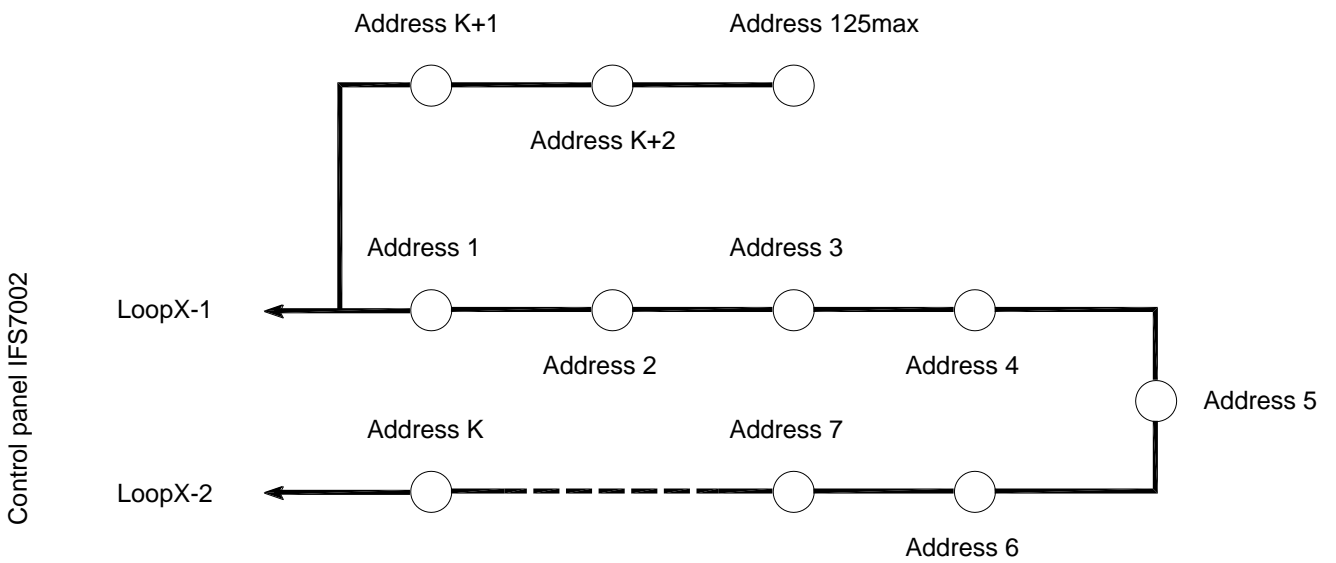 Address K+1
Address 125max
Address K+2
Address 1
Address 3
LoopX-1
Address 2
Address 4
Address 5
Address K
Address 7
LoopX-2
Address 6
Control panel IFS7002